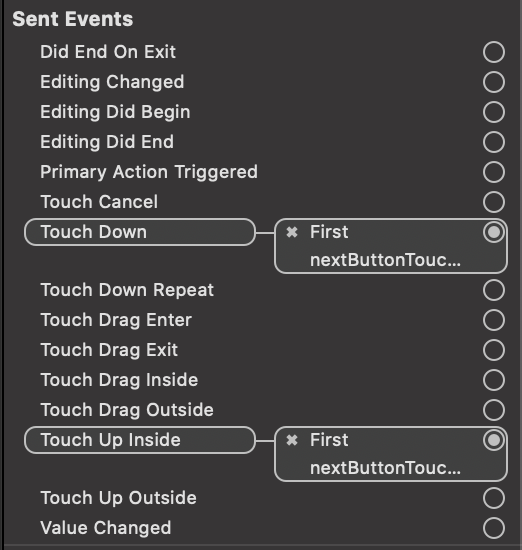 Sent Events
Did End On Exit
Editing Changed
Editing Did Begin
Editing Did End
Primary Action Triggered
Touch Cancel
Touch Down
First
nextButtonTouc...
Touch Down Repeat
Touch Drag Enter
Touch Drag Exit
Touch Drag Inside
Touch Drag Outside
Touch Up Inside
First
nextButtonTouc...
Touch Up Outside
Value Changed